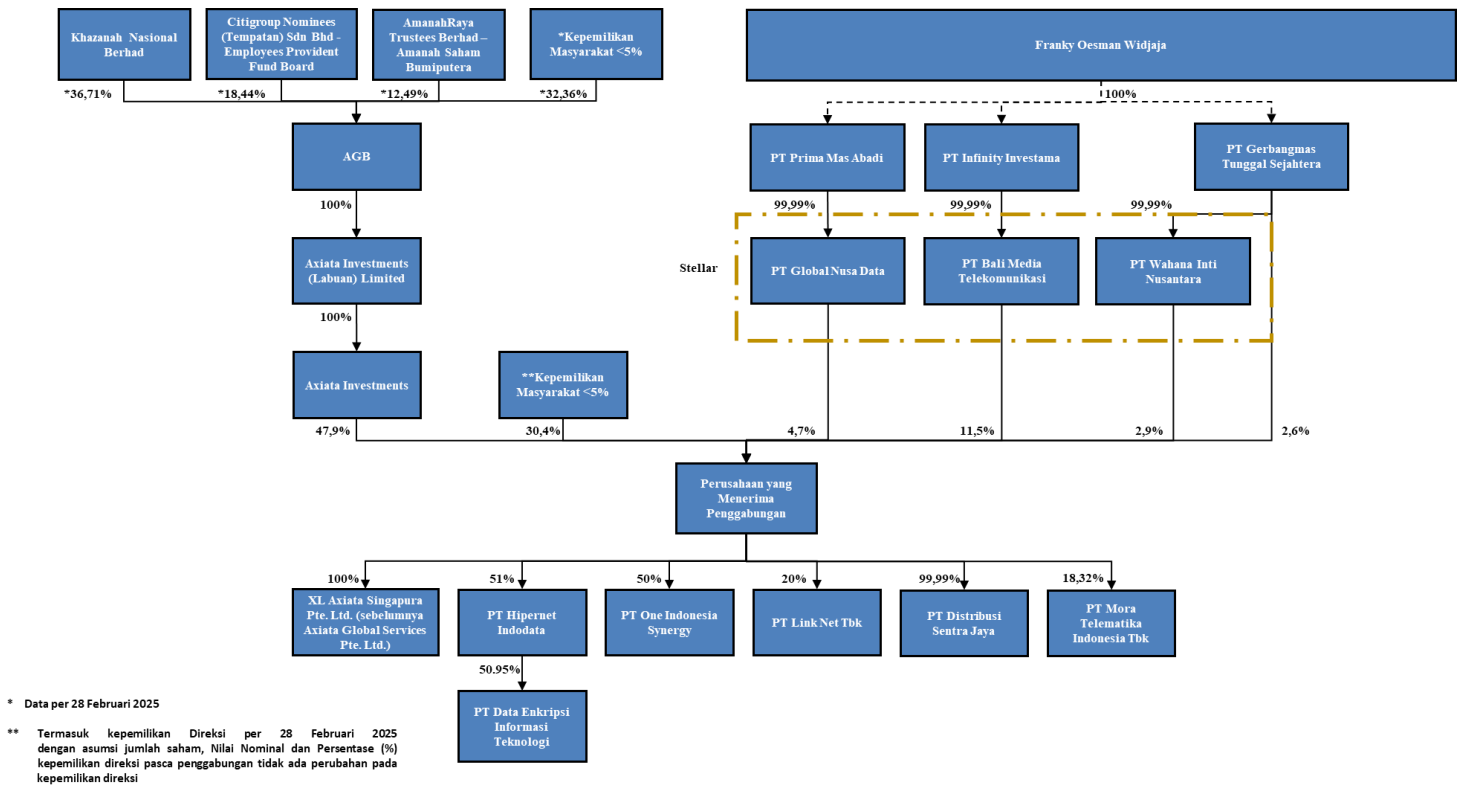 Khazanah Nasional
Berhad
Citigroup Nominees
(Tempatan) Sdn Bhd -
Employees Provident
Fund Board
AmanahRaya
Trustees Berhad –
Amanah Saham
Bumiputera
*Kepemilikan
Masyarakat <5%
Franky Oesman Widjaja
*36,71%
*18,44%
*12,49%
*32,36%
100%
AGB
PT Prima Mas Abadi
PT Infinity Investama
PT Gerbangmas
Tunggal Sejahtera
100%
99,99%
99,99%
99,99%
Stellar
Axiata Investments
(Labuan) Limited
PT Global Nusa Data
PT Bali Media
Telekomunikasi
PT Wahana Inti
Nusantara
100%
Axiata Investments
**Kepemilikan
Masyarakat <5%
47,9%
30,4%
4,7%
11,5%
2,9%
2,6%
Perusahaan yang
Menerima
Penggabungan
100%
51%
50%
20%
99,99%
18,32%
XL Axiata Singapura
Pte. Ltd. (sebelumnya
Axiata Global Services
Pte. Ltd.)
PT Hipernet
Indodata
PT One Indonesia
Synergy
PT Link Net Tbk
PT Distribusi
Sentra Jaya
PT Mora
Telematika
Indonesia Tbk
50.95%
PT Data Enkripsi
Informasi
Teknologi
* Data per 28 Februari 2025
** Termasuk kepemilikan Direksi per 28 Februari 2025
dengan asumsi jumlah saham, Nilai Nominal dan Persentase (%)
kepemilikan direksi pasca penggabungan tidak ada perubahan pada
kepemilikan direksi